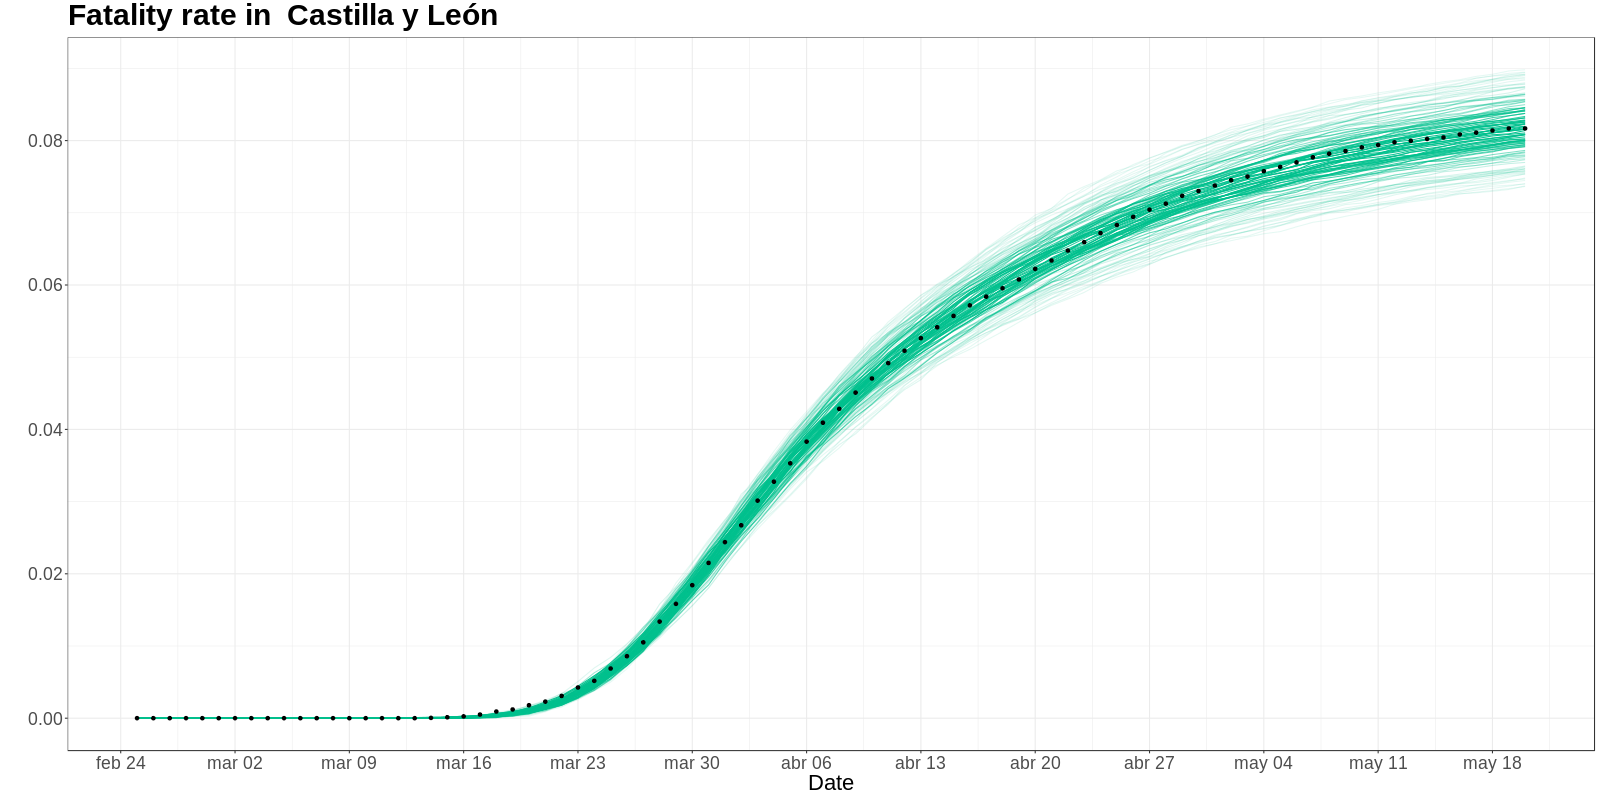 Fatality rate in  Castilla y León
0.08
0.06
0.04
0.02
0.00
feb 24 mar 02 mar 09 mar 16 mar 23 mar 30 abr 06 abr 13 abr 20 abr 27 may 04 may 11 may 18
Date